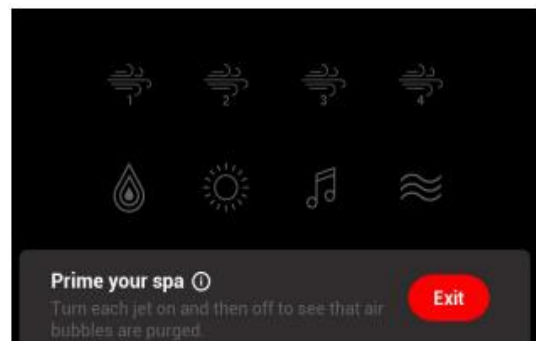 1 2 3 4
Prime your spa
Exit
Turn each jet on and then off to see that air
bubbles are purged.